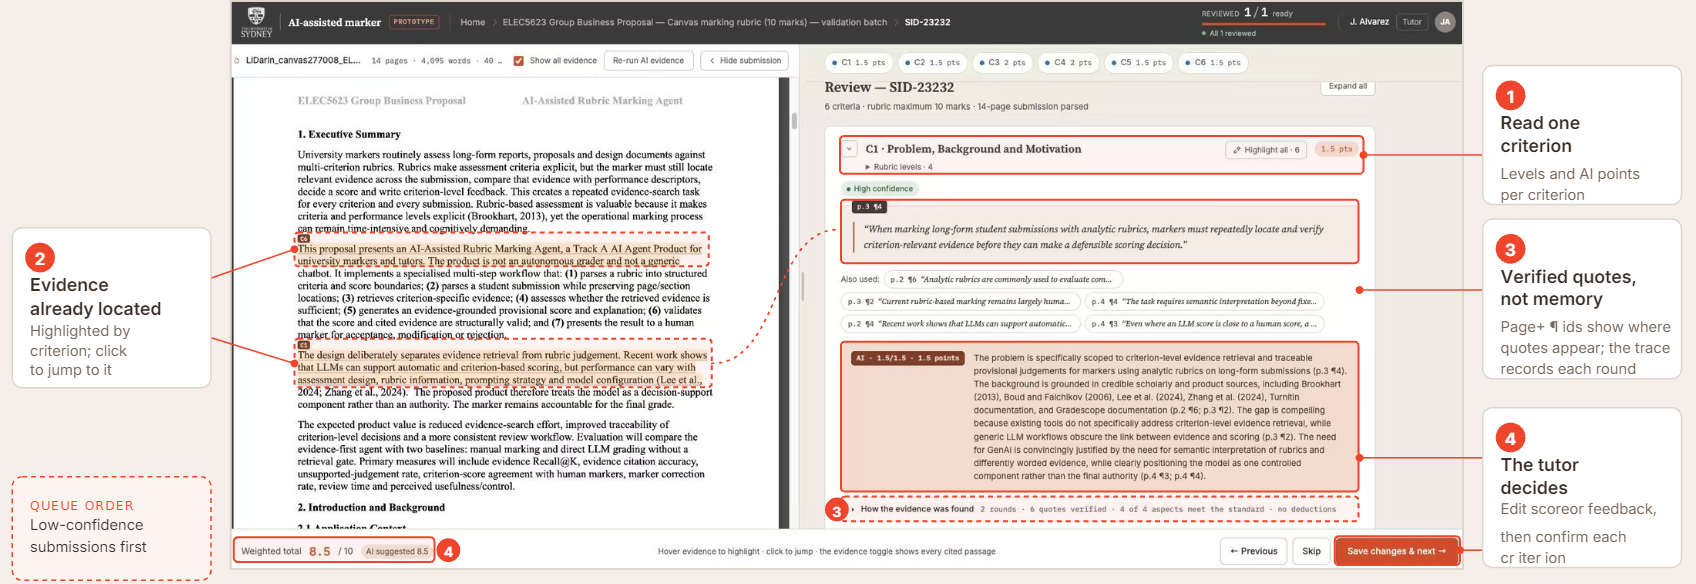 THE UNIVERSITY OF
SYDNEY
AI-assisted marker
PROTOTYPE
Home › ELEC5623 Group Business Proposal — Canvas marking rubric (10 marks) — validation batch › SID-23232
REVIEWED 1 / 1 ready
All 1 reviewed
J. Alvarez
Tutor
JA
LiDarin_canvas277008_EL...
14 pages · 4,095 words · 40 …
Show all evidence
Re-run AI evidence
Hide submission
ELEC5623 Group Business Proposal
AI-Assisted Rubric Marking Agent
1. Executive Summary
University markers routinely assess long-form reports, proposals and design documents against
multi-criterion rubrics. Rubrics make assessment criteria explicit, but the marker must still locate
relevant evidence across the submission, compare that evidence with performance descriptors,
decide a score and write criterion-level feedback. This creates a repeated evidence-search task
for every criterion and every submission. Rubric-based assessment is valuable because it makes
criteria and performance levels explicit (Brookhart, 2013), yet the operational marking process
can remain time-intensive and cognitively demanding.
C6
This proposal presents an AI-Assisted Rubric Marking Agent, a Track A AI Agent Product for
university markers and tutors. The product is not an autonomous grader and not a generic
chatbot. It implements a specialised multi-step workflow that: (1) parses a rubric into structured
criteria and score boundaries; (2) parses a student submission while preserving page/section
locations; (3) retrieves criterion-specific evidence; (4) assesses whether the retrieved evidence is
sufficient; (5) generates an evidence-grounded provisional score and explanation; (6) validates
that the score and cited evidence are structurally valid; and (7) presents the result to a human
marker for acceptance, modification or rejection.
C1
The design deliberately separates evidence retrieval from rubric judgement. Recent work shows
that LLMs can support automatic and criterion-based scoring, but performance can vary with
assessment design, rubric information, prompting strategy and model configuration (Lee et al.,
2024; Zhang et al., 2024). The proposed product therefore treats the model as a decision-support
component rather than an authority. The marker remains accountable for the final grade.
The expected product value is reduced evidence-search effort, improved traceability of
criterion-level decisions and a more consistent review workflow. Evaluation will compare the
evidence-first agent with two baselines: manual marking and direct LLM grading without a
retrieval gate. Primary measures will include evidence Recall@K, evidence citation accuracy,
unsupported-judgement rate, criterion-score agreement with human markers, marker correction
rate, review time and perceived usefulness/control.
2. Introduction and Background
2.1 Application Context
C1 1.5 pts
C2 1.5 pts
C3 2 pts
C4 2 pts
C5 1.5 pts
C6 1.5 pts
Review — SID-23232
Expand all
6 criteria · rubric maximum 10 marks · 14-page submission parsed
C1 · Problem, Background and Motivation
Highlight all · 6
1.5 pts
Rubric levels · 4
High confidence
p.3 ¶4
“When marking long-form student submissions with analytic rubrics, markers must repeatedly locate and verify
criterion-relevant evidence before they can make a defensible scoring decision.”
Also used:
p.2 ¶6 “Analytic rubrics are commonly used to evaluate com...
p.3 ¶2 “Current rubric-based marking remains largely huma...
p.4 ¶4 “The task requires semantic interpretation beyond fixe...
p.2 ¶4 “Recent work shows that LLMs can support automatic...
p.4 ¶3 “Even where an LLM score is close to a human score, a ...
AI · 1.5/1.5 · 1.5 points
The problem is specifically scoped to criterion-level evidence retrieval and traceable
provisional judgements for markers using analytic rubrics on long-form submissions (p.3 ¶4).
The background is grounded in credible scholarly and product sources, including Brookhart
(2013), Boud and Falchikov (2006), Lee et al. (2024), Zhang et al. (2024), Turnitin
documentation, and Gradescope documentation (p.2 ¶6; p.3 ¶2). The gap is compelling
because existing tools do not specifically address criterion-level evidence retrieval, while
generic LLM workflows obscure the link between evidence and scoring (p.3 ¶2). The need
for GenAI is convincingly justified by the need for semantic interpretation of rubrics and
differently worded evidence, while clearly positioning the model as one controlled
component rather than the final authority (p.4 ¶3; p.4 ¶4).
3
How the evidence was found 2 rounds · 6 quotes verified · 4 of 4 aspects meet the standard · no deductions
Weighted total 8.5 / 10
AI suggested 8.5
4
Hover evidence to highlight · click to jump · the evidence toggle shows every cited passage
← Previous
Skip
Save changes & next →
2
Evidence
already located
Highlighted by
criterion; click
to jump to it
QUEUE ORDER
Low-confidence
submissions first
1
Read one
criterion
Levels and AI points
per criterion
3
Verified quotes,
not memory
Page+ ¶ ids show where
quotes appear; the trace
records each round
4
The tutor
decides
Edit scoreor feedback,
then confirm each
cr iter ion